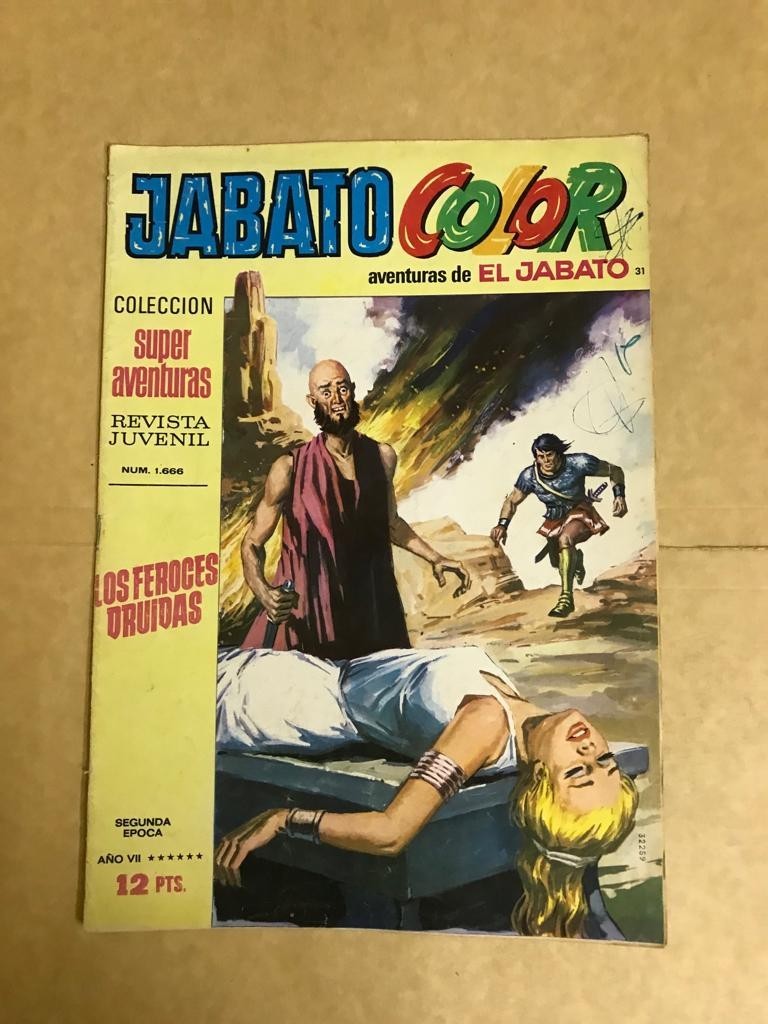 JABATO COLOR
aventuras de EL JABATO 31
COLECCION
super
aventuras
REVISTA
JUVENIL
NUM. 1.666
LOS FEROCES
DRUIDAS
SEGUNDA
EPOCA
AÑO VII ★★★★★★
12 PTS.
32259